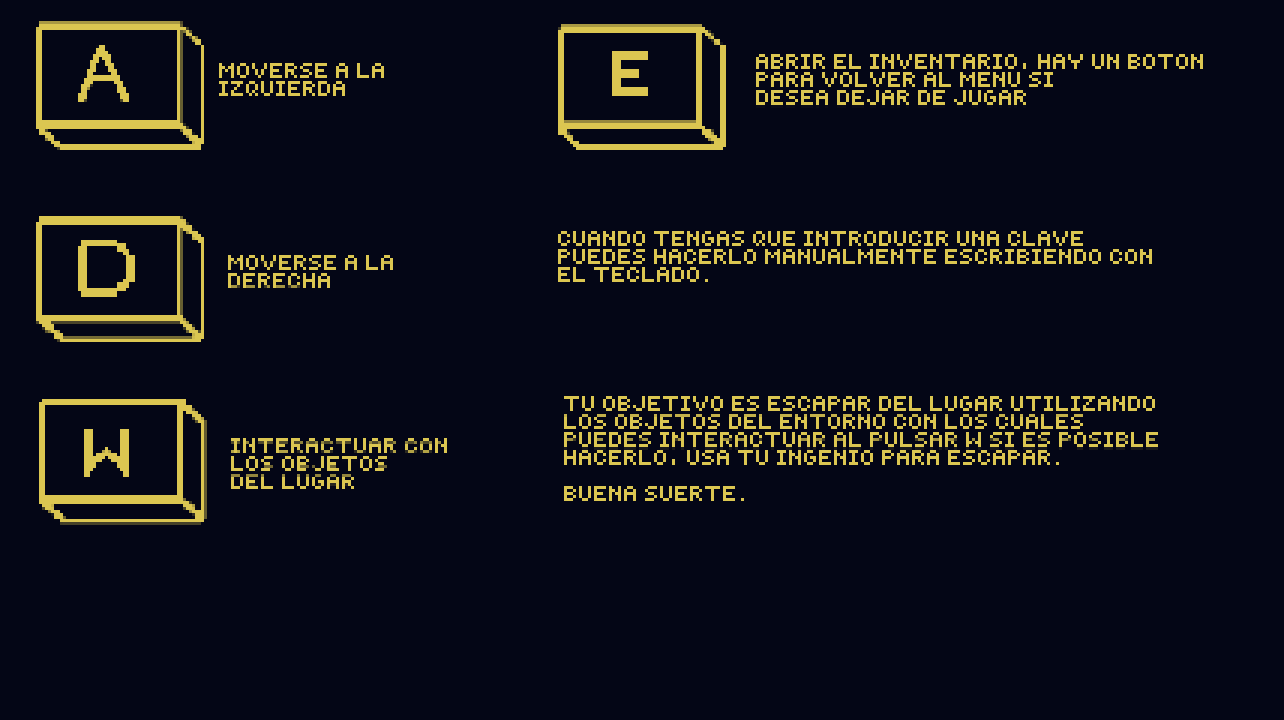 A
MOVERSE A LA
IZQUIERDA
D
MOVERSE A LA
DERECHA
W
INTERACTUAR CON
LOS OBJETOS
DEL LUGAR
E
ABRIR EL INVENTARIO. HAY UN BOTON
PARA VOLVER AL MENU SI
DESEA DEJAR DE JUGAR
CUANDO TENGAS QUE INTRODUCIR UNA CLAVE
PUEDES HACERLO MANUALMENTE ESCRIBIENDO CON
EL TECLADO.
TU OBJETIVO ES ESCAPAR DEL LUGAR UTILIZANDO
LOS OBJETOS DEL ENTORNO CON LOS CUALES
PUEDES INTERACTUAR AL PULSAR W SI ES POSIBLE
HACERLO. USA TU INGENIO PARA ESCAPAR.
BUENA SUERTE.